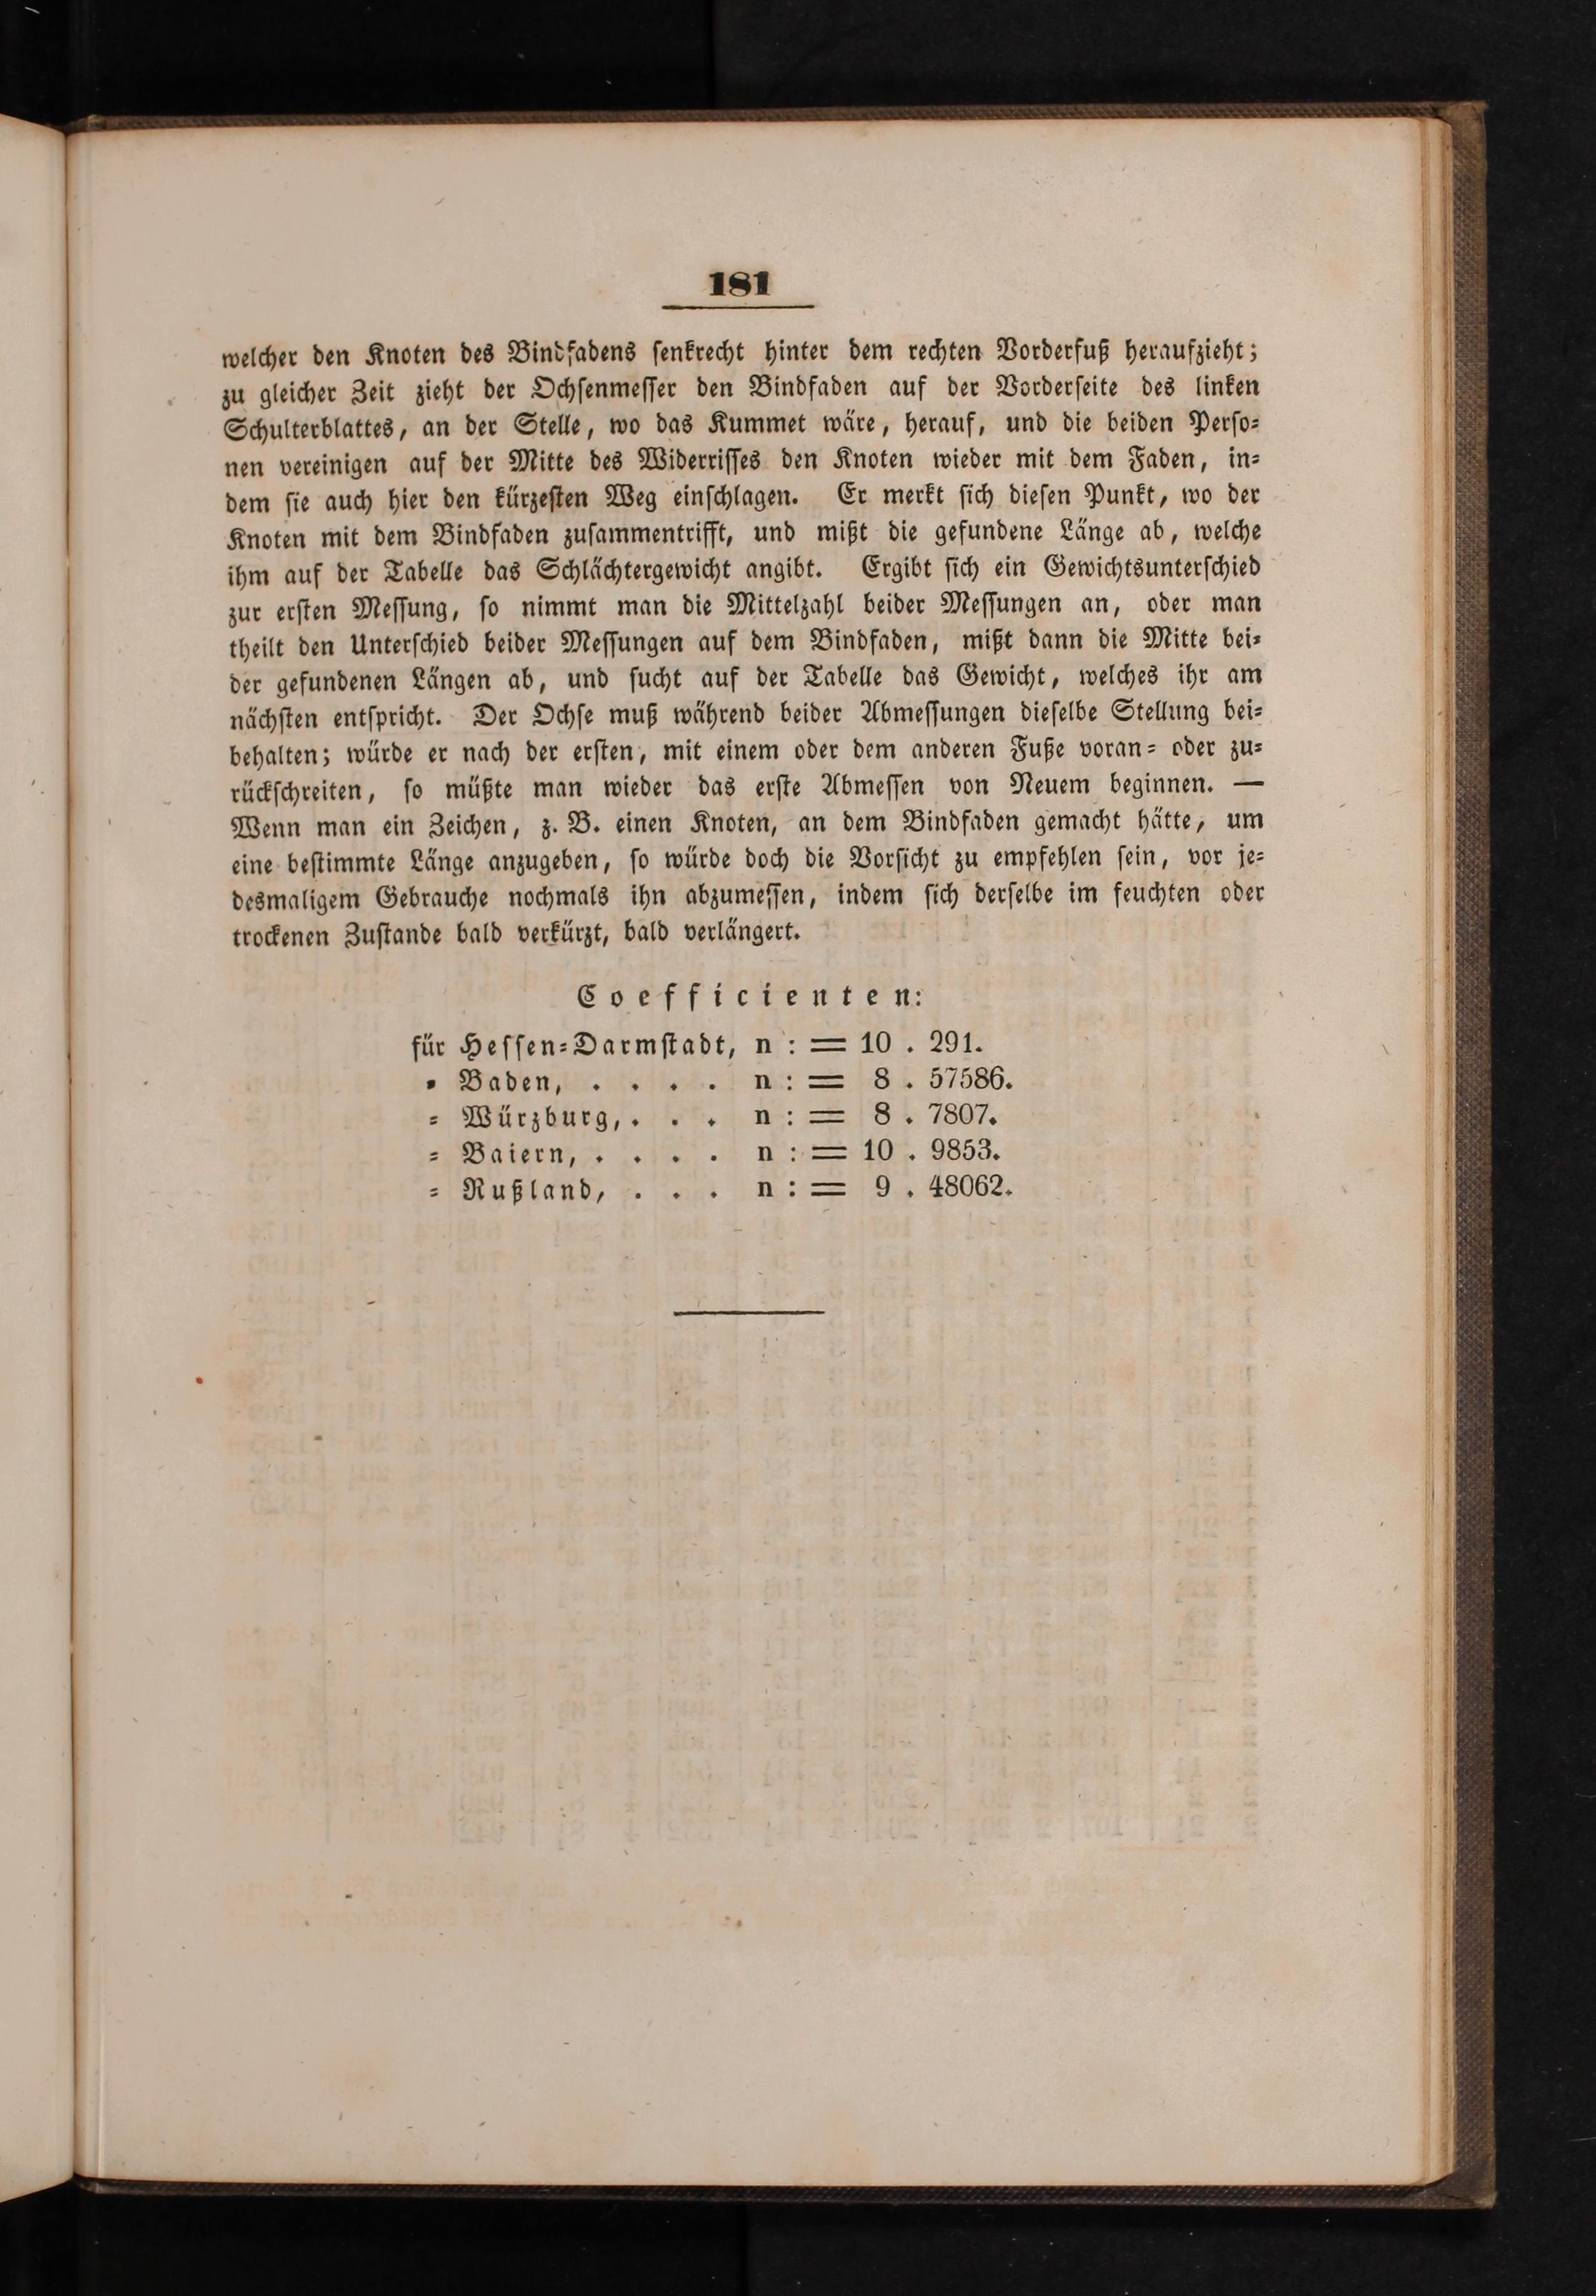 181
welcher den Knoten des Bindfadens senkrecht hinter dem rechten Vorderfuß heraufzieht;
zu gleicher Zeit zieht der Ochsenmesser den Bindfaden auf der Vorderseite des linken
Schulterblattes, an der Stelle, wo das Kummet wäre, herauf, und die beiden Perso-
nen vereinigen auf der Mitte des Widerrisses den Knoten wieder mit dem Faden, in-
dem sie auch hier den kürzesten Weg einschlagen. Er merkt sich diesen Punkt, wo der
Knoten mit dem Bindfaden zusammentrifft, und mißt die gefundene Länge ab, welche
ihm auf der Tabelle das Schlächtergewicht angibt. Ergibt sich ein Gewichtsunterschied
zur ersten Messung, so nimmt man die Mittelzahl beider Messungen an, oder man
theilt den Unterschied beider Messungen auf dem Bindfaden, mißt dann die Mitte bei-
der gefundenen Längen ab, und sucht auf der Tabelle das Gewicht, welches ihr am
nächsten entspricht. Der Ochse muß während beider Abmessungen dieselbe Stellung bei-
behalten; würde er nach der ersten, mit einem oder dem anderen Fuße voran- oder zu-
rückschreiten, so müßte man wieder das erste Abmessen von Neuem beginnen. —
Wenn man ein Zeichen, z. B. einen Knoten, an dem Bindfaden gemacht hätte, um
eine bestimmte Länge anzugeben, so würde doch die Vorsicht zu empfehlen sein, vor je-
desmaligem Gebrauche nochmals ihn abzumessen, indem sich derselbe im feuchten oder
trockenen Zustande bald verkürzt, bald verlängert.
Coefficienten:
für Hessen-Darmstadt, n : = 10 . 291.
= Baden, . . . . n : = 8 . 57586.
= Würzburg, . . . n : = 8 . 7807.
= Baiern, . . . . n : = 10 . 9853.
= Rußland, . . . n : = 9 . 48062.